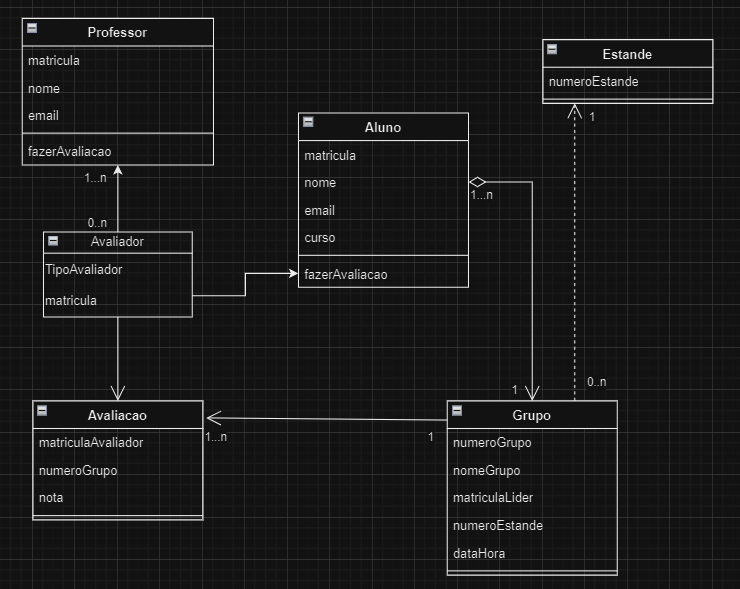 Professor
matricula
nome
email
fazerAvaliacao
1...n
0..n
Avaliador
TipoAvaliador
matricula
Aluno
matricula
nome
email
curso
fazerAvaliacao
1...n
1
Estande
numeroEstande
1
0..n
Avaliacao
matriculaAvaliador
numeroGrupo
nota
1...n
1
Grupo
numeroGrupo
nomeGrupo
matriculaLider
numeroEstande
dataHora